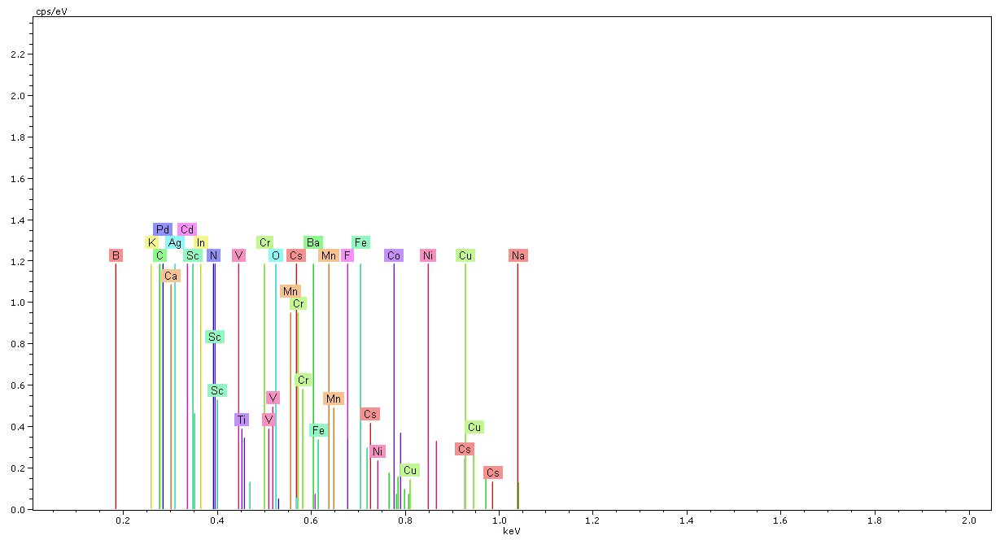 cps/eV
2.2
2.0
1.8
1.6
1.4
1.2
1.0
0.8
0.6
0.4
0.2
0.0
Pd Cd
K Ag In Cr Ba Fe
B C Sc N V O Cs Mn F Co Ni Cu Na
Ca
Mn
Cr
Sc
Cr
Sc
V Mn
Cs
Ti V
Fe Cu
Ni Cs
Cu Cs
0.2 0.4 0.6 0.8 1.0 1.2 1.4 1.6 1.8 2.0
keV